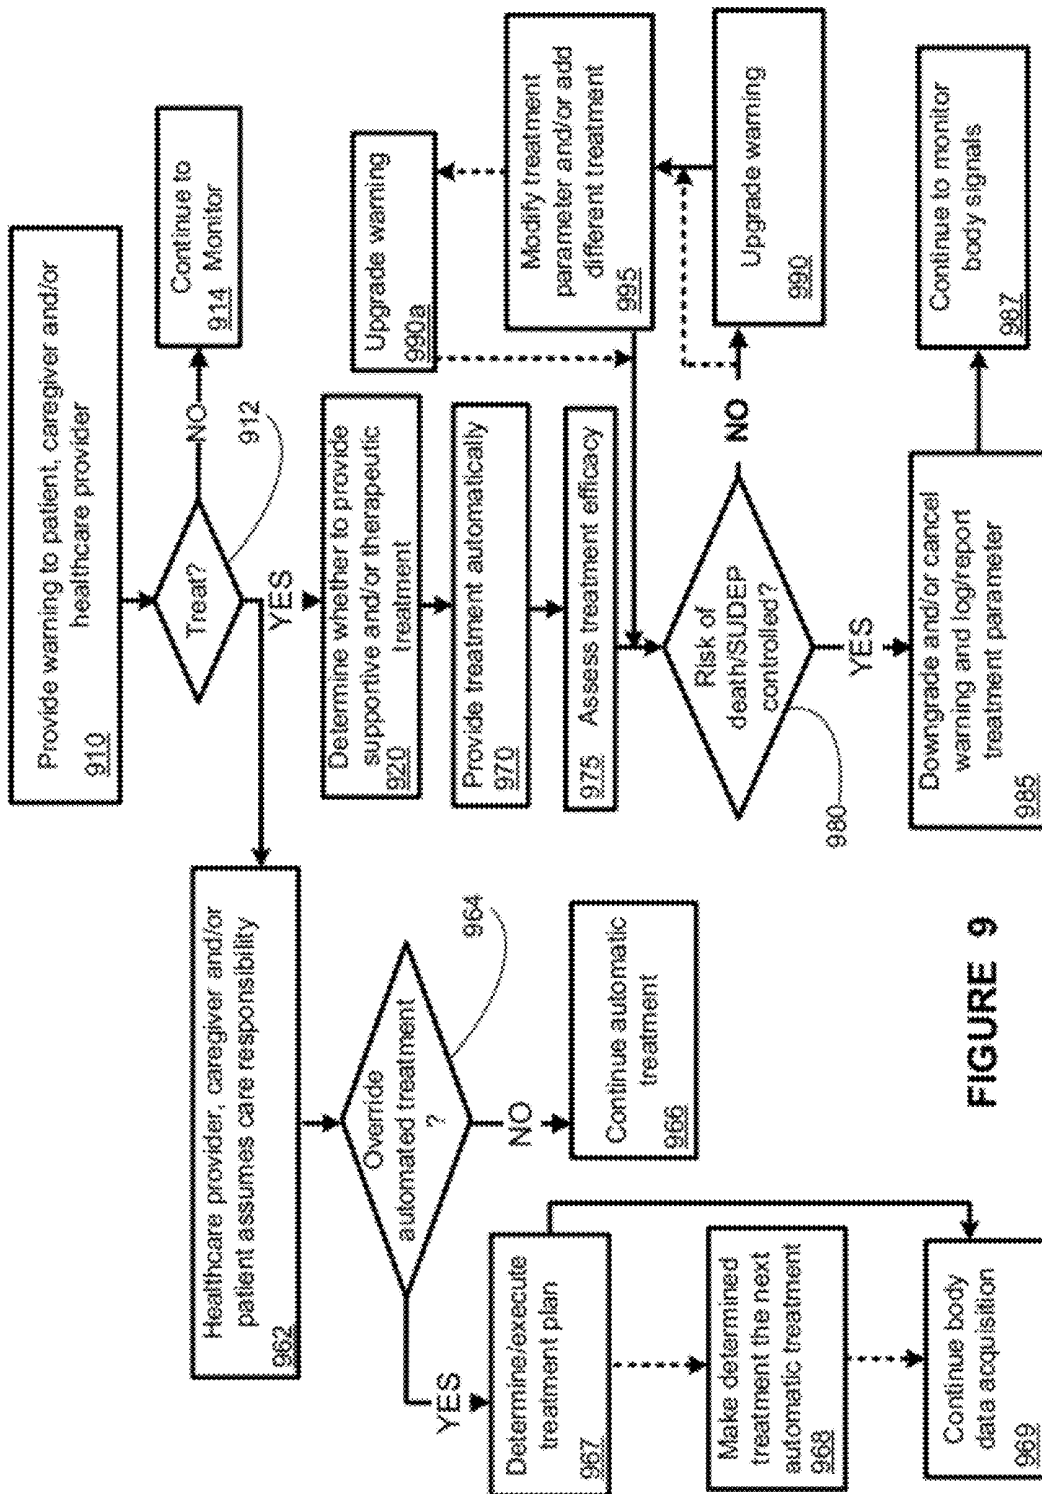 Provide warning to patient, caregiver and/or
healthcare provider
910
Treat?
912
NO
Continue to
Monitor
914
YES
Determine whether to provide
supportive and/or therapeutic
treatment
920
Provide treatment automatically
970
975 Assess treatment efficacy
Risk of
death/SUDEP
controlled?
980
NO
Upgrade warning
990
Modify treatment
parameter and/or add
different treatment
995
Upgrade warning
990a
YES
Downgrade and/or cancel
warning and log/report
treatment parameter
985
Continue to monitor
body signals
987
Healthcare provider, caregiver and/or
patient assumes care responsibility
962
Override
automated treatment
?
964
NO
Continue automatic
treatment
966
YES
Determine/execute
treatment plan
967
Make determined
treatment the next
automatic treatment
968
Continue body
data acquisition
969
FIGURE 9